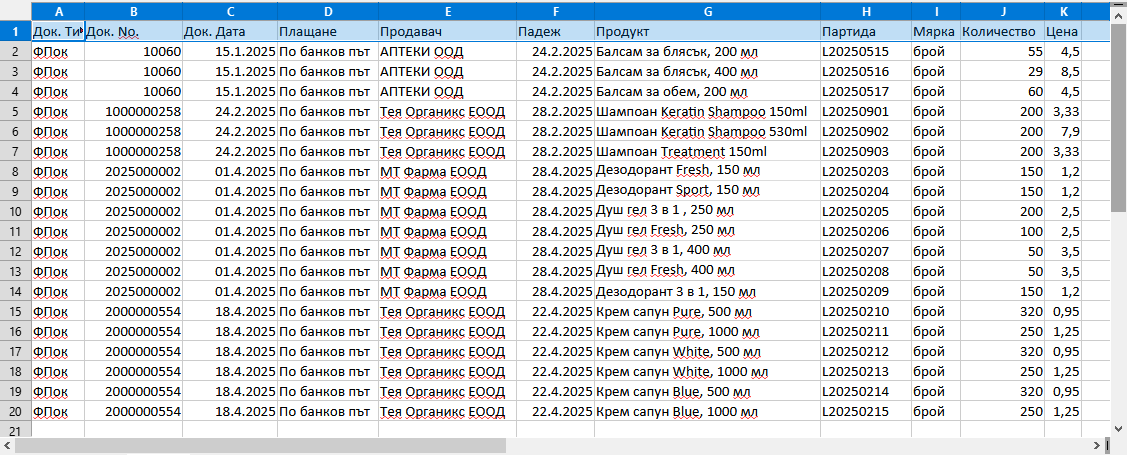 A B C D E F G H I J K
1 Док. Ти Док. No. Док. Дата Плащане Продавач Падеж Продукт Партида Мярка Количество Цена
2 ФПок 10060 15.1.2025 По банков път АПТЕКИ ООД 24.2.2025 Балсам за блясък, 200 мл L20250515 брой 55 4,5
3 ФПок 10060 15.1.2025 По банков път АПТЕКИ ООД 24.2.2025 Балсам за блясък, 400 мл L20250516 брой 29 8,5
4 ФПок 10060 15.1.2025 По банков път АПТЕКИ ООД 24.2.2025 Балсам за обем, 200 мл L20250517 брой 60 4,5
5 ФПок 1000000258 24.2.2025 По банков път Тея Органикс ЕООД 28.2.2025 Шампоан Keratin Shampoo 150ml L20250901 брой 200 3,33
6 ФПок 1000000258 24.2.2025 По банков път Тея Органикс ЕООД 28.2.2025 Шампоан Keratin Shampoo 530ml L20250902 брой 200 7,9
7 ФПок 1000000258 24.2.2025 По банков път Тея Органикс ЕООД 28.2.2025 Шампоан Treatment 150ml L20250903 брой 200 3,33
8 ФПок 2025000002 01.4.2025 По банков път МТ Фарма ЕООД 28.4.2025 Дезодорант Fresh, 150 мл L20250203 брой 150 1,2
9 ФПок 2025000002 01.4.2025 По банков път МТ Фарма ЕООД 28.4.2025 Дезодорант Sport, 150 мл L20250204 брой 150 1,2
10 ФПок 2025000002 01.4.2025 По банков път МТ Фарма ЕООД 28.4.2025 Душ гел 3 в 1 , 250 мл L20250205 брой 200 2,5
11 ФПок 2025000002 01.4.2025 По банков път МТ Фарма ЕООД 28.4.2025 Душ гел Fresh, 250 мл L20250206 брой 100 2,5
12 ФПок 2025000002 01.4.2025 По банков път МТ Фарма ЕООД 28.4.2025 Душ гел 3 в 1, 400 мл L20250207 брой 50 3,5
13 ФПок 2025000002 01.4.2025 По банков път МТ Фарма ЕООД 28.4.2025 Душ гел Fresh, 400 мл L20250208 брой 50 3,5
14 ФПок 2025000002 01.4.2025 По банков път МТ Фарма ЕООД 28.4.2025 Дезодорант 3 в 1, 150 мл L20250209 брой 150 1,2
15 ФПок 2000000554 18.4.2025 По банков път Тея Органикс ЕООД 22.4.2025 Крем сапун Pure, 500 мл L20250210 брой 320 0,95
16 ФПок 2000000554 18.4.2025 По банков път Тея Органикс ЕООД 22.4.2025 Крем сапун Pure, 1000 мл L20250211 брой 250 1,25
17 ФПок 2000000554 18.4.2025 По банков път Тея Органикс ЕООД 22.4.2025 Крем сапун White, 500 мл L20250212 брой 320 0,95
18 ФПок 2000000554 18.4.2025 По банков път Тея Органикс ЕООД 22.4.2025 Крем сапун White, 1000 мл L20250213 брой 250 1,25
19 ФПок 2000000554 18.4.2025 По банков път Тея Органикс ЕООД 22.4.2025 Крем сапун Blue, 500 мл L20250214 брой 320 0,95
20 ФПок 2000000554 18.4.2025 По банков път Тея Органикс ЕООД 22.4.2025 Крем сапун Blue, 1000 мл L20250215 брой 250 1,25
21